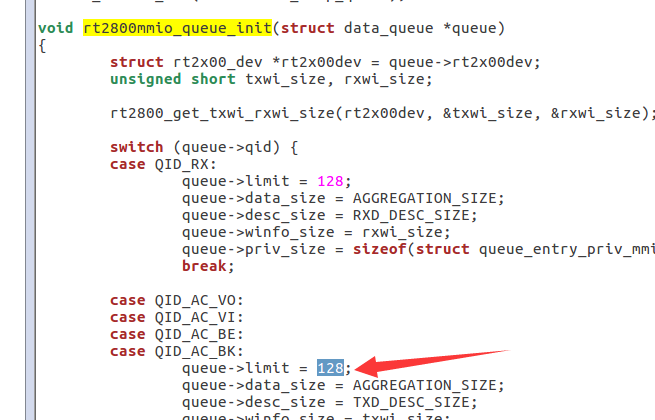 void rt2800mmio_queue_init(struct data_queue *queue)
{
struct rt2x00_dev *rt2x00dev = queue->rt2x00dev;
unsigned short txwi_size, rxwi_size;
rt2800_get_txwi_rxwi_size(rt2x00dev, &txwi_size, &rxwi_size);
switch (queue->qid) {
case QID_RX:
queue->limit = 128;
queue->data_size = AGGREGATION_SIZE;
queue->desc_size = RXD_DESC_SIZE;
queue->winfo_size = rxwi_size;
queue->priv_size = sizeof(struct queue_entry_priv_mmi
break;
case QID_AC_VO:
case QID_AC_VI:
case QID_AC_BE:
case QID_AC_BK:
queue->limit = 128;
queue->data_size = AGGREGATION_SIZE;
queue->desc_size = TXD_DESC_SIZE;
queue->winfo_size = txwi_size;